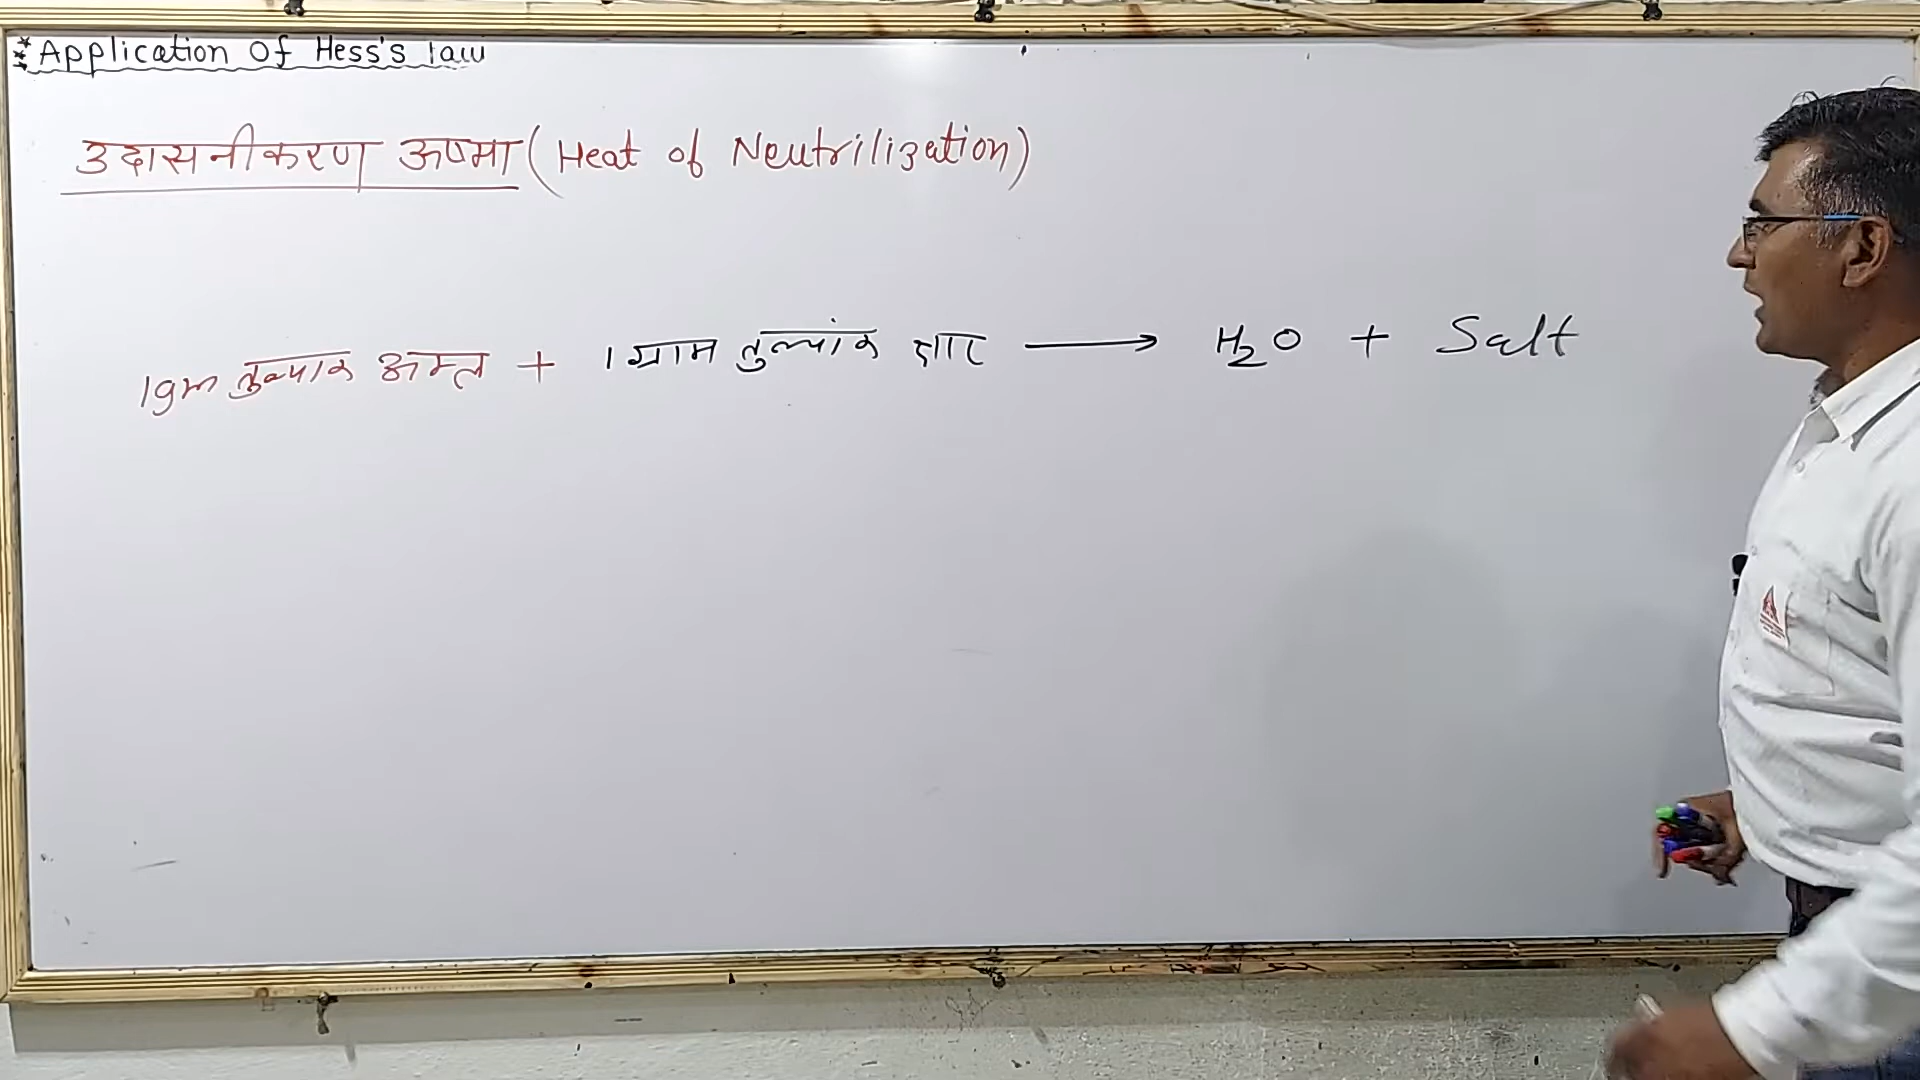 Application Of Hess's law
उदासनीकरण ऊष्मा (Heat of Neutrilization)
1gm तुल्यांक अम्ल + 1 ग्राम तुल्यांक क्षार ⟶ H₂O + Salt